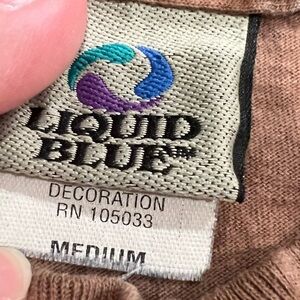 LIQUID
BLUE™
DECORATION
RN 105033
MEDIUM